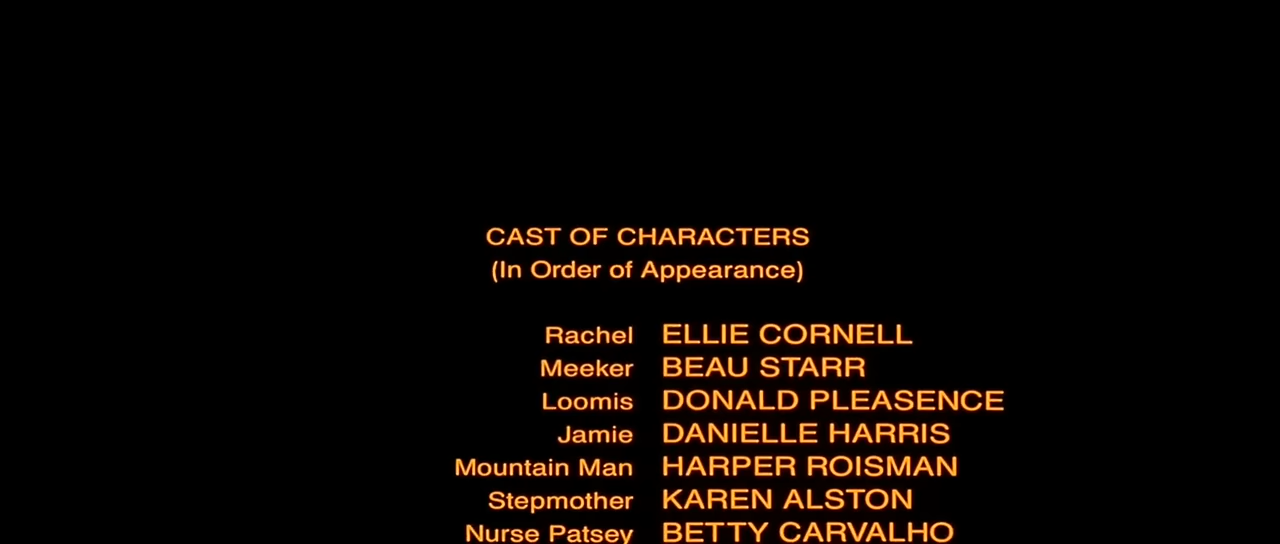 CAST OF CHARACTERS
(In Order of Appearance)
Rachel ELLIE CORNELL
Meeker BEAU STARR
Loomis DONALD PLEASENCE
Jamie DANIELLE HARRIS
Mountain Man HARPER ROISMAN
Stepmother KAREN ALSTON
Nurse Patsey BETTY CARVALHO